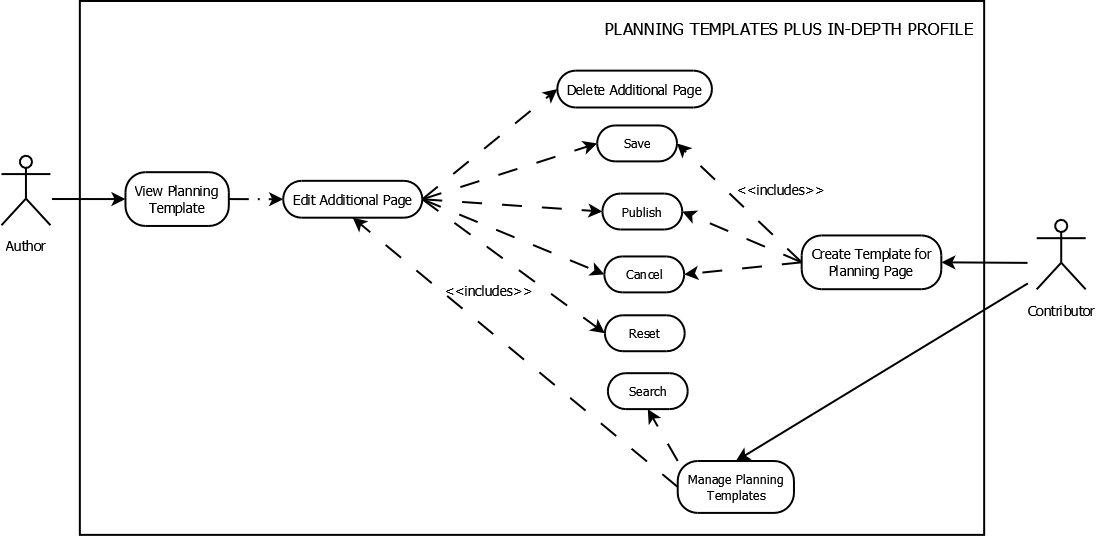 PLANNING TEMPLATES PLUS IN-DEPTH PROFILE
Delete Additional Page
Save
View Planning
Template
Edit Additional Page
<<includes>>
Publish
Author
Create Template for
Planning Page
Cancel
<<includes>>
Contributor
Reset
Search
Manage Planning
Templates